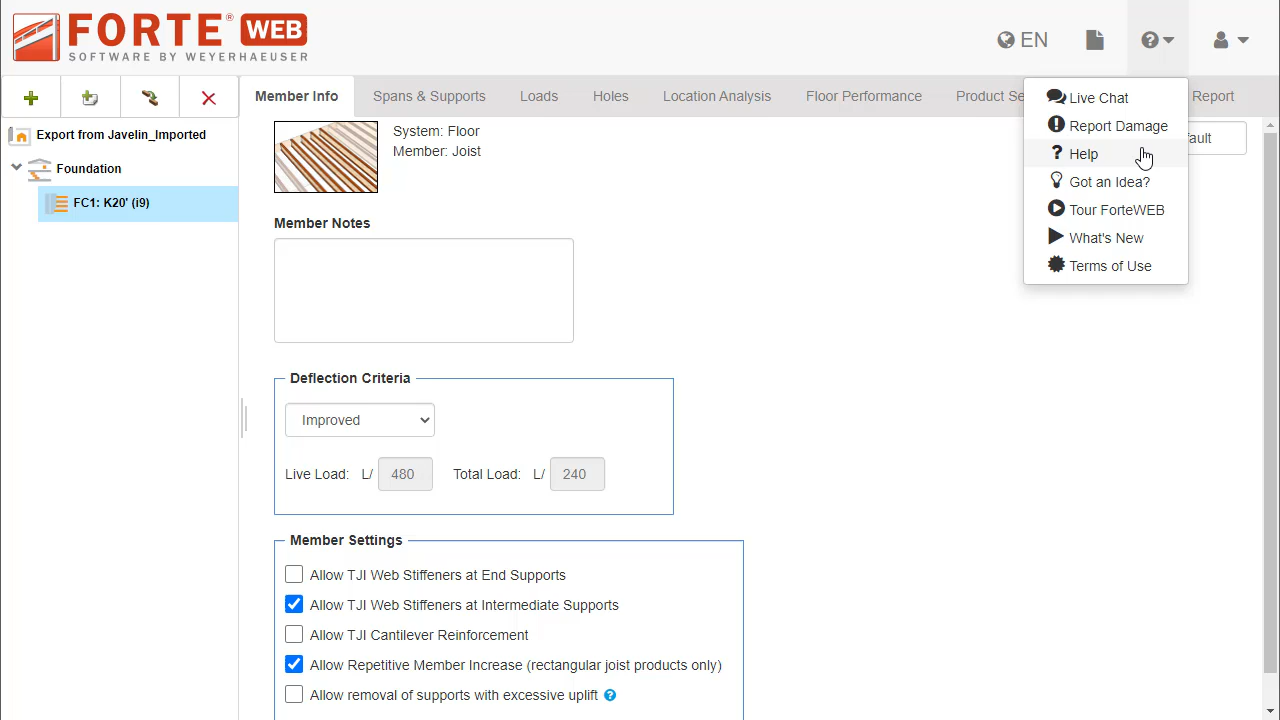 FORTE® WEB
SOFTWARE BY WEYERHAEUSER
EN
Member Info
Spans & Supports
Loads
Holes
Location Analysis
Floor Performance
Product Se
Report
Live Chat
Report Damage
Help
Got an Idea?
Tour ForteWEB
What's New
Terms of Use
fault
Export from Javelin_Imported
Foundation
FC1: K20' (i9)
System: Floor
Member: Joist
Member Notes
Deflection Criteria
Improved
Live Load: L/ 480 Total Load: L/ 240
Member Settings
Allow TJI Web Stiffeners at End Supports
Allow TJI Web Stiffeners at Intermediate Supports
Allow TJI Cantilever Reinforcement
Allow Repetitive Member Increase (rectangular joist products only)
Allow removal of supports with excessive uplift